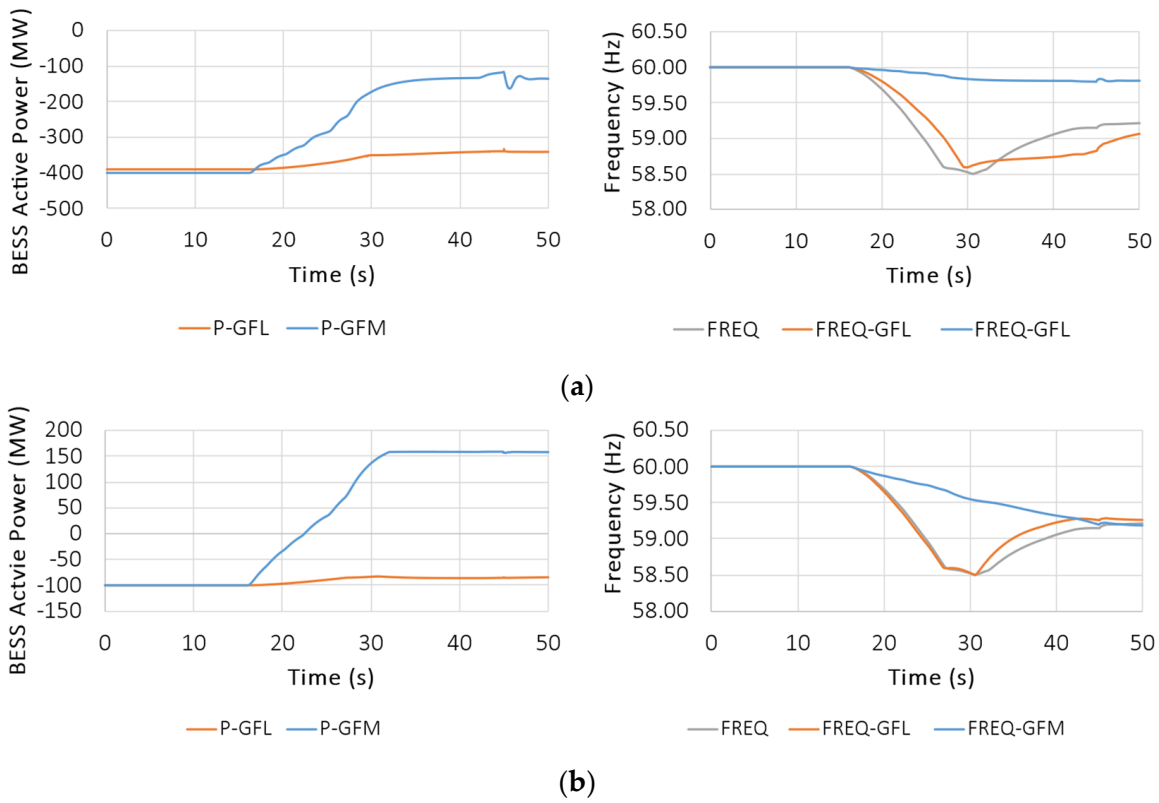 (a)
BESS Active Power (MW)
0
-100
-200
-300
-400
-500
0 10 20 30 40 50
Time (s)
P-GFL P-GFM
Frequency (Hz)
60.50
60.00
59.50
59.00
58.50
58.00
0 10 20 30 40 50
Time (s)
FREQ FREQ-GFL FREQ-GFL
(b)
BESS Actvie Power (MW)
200
150
100
50
0
-50
-100
-150
0 10 20 30 40 50
Time (s)
P-GFL P-GFM
Frequency (Hz)
60.50
60.00
59.50
59.00
58.50
58.00
0 10 20 30 40 50
Time (s)
FREQ FREQ-GFL FREQ-GFM